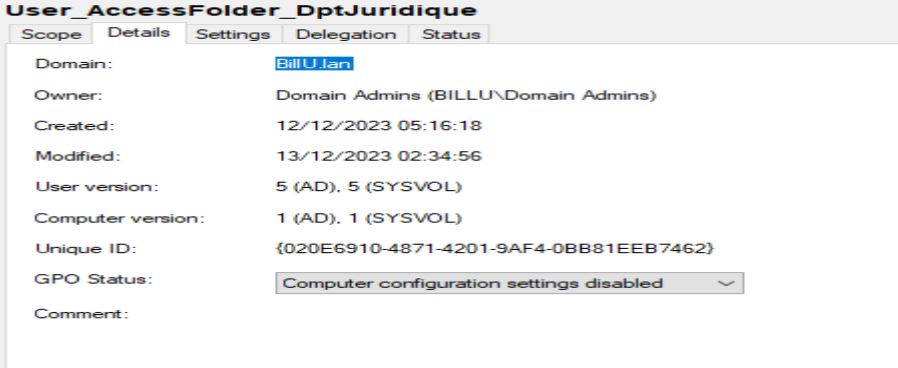 User_AccessFolder_DptJuridique
Scope Details Settings Delegation Status
Domain: BillU.lan
Owner: Domain Admins (BILLU\Domain Admins)
Created: 12/12/2023 05:16:18
Modified: 13/12/2023 02:34:56
User version: 5 (AD), 5 (SYSVOL)
Computer version: 1 (AD), 1 (SYSVOL)
Unique ID: {020E6910-4871-4201-9AF4-0BB81EEB7462}
GPO Status: Computer configuration settings disabled
Comment: